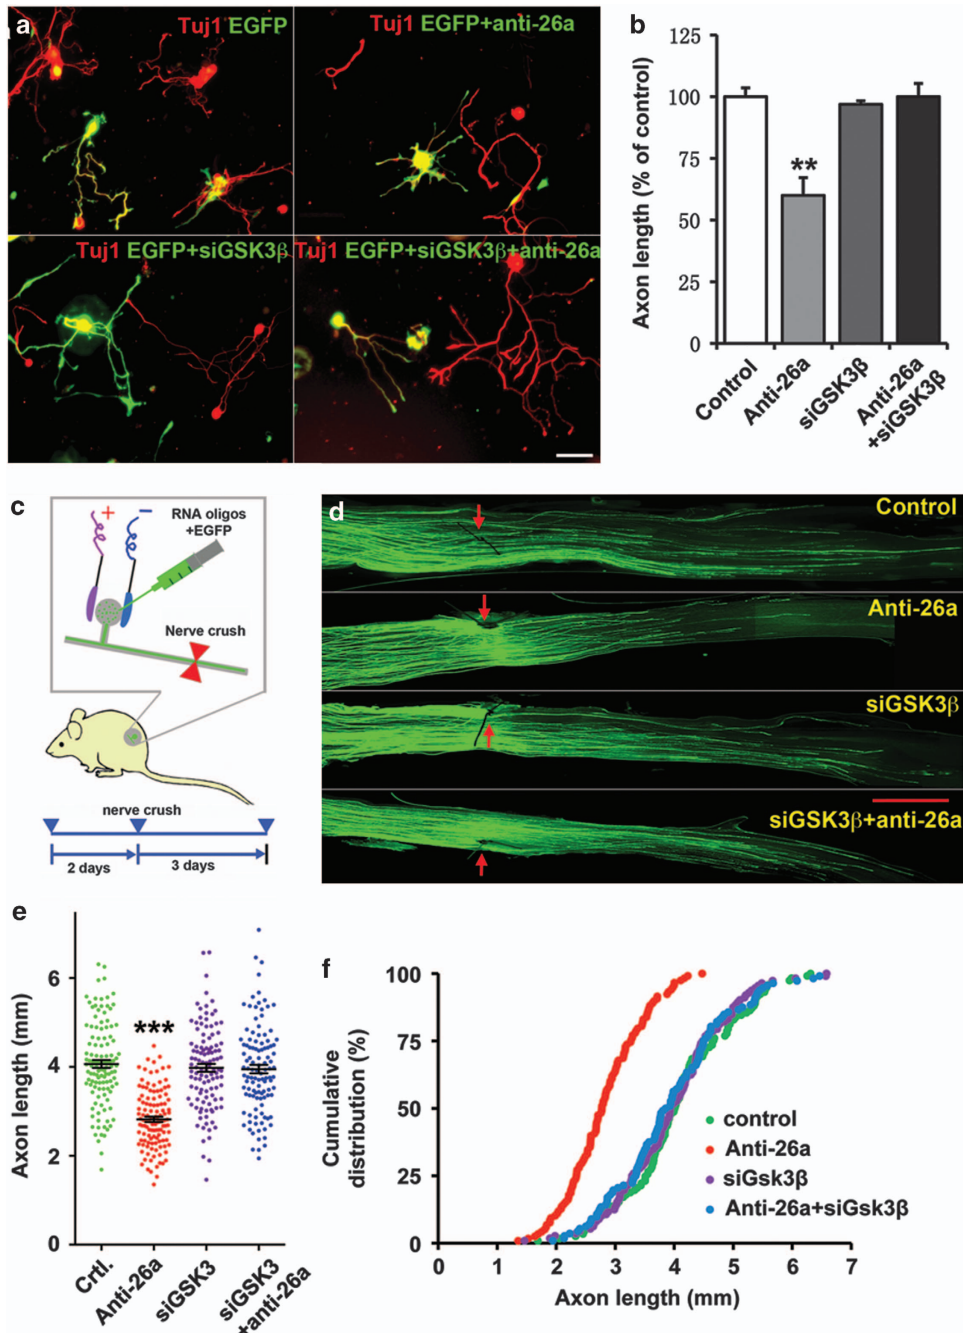 a
Tuj1 EGFP
Tuj1 EGFP+anti-26a
Tuj1 EGFP+siGSK3β
Tuj1 EGFP+siGSK3β+anti-26a
b
Axon length (% of control)
125
100
75
50
25
0
**
Control
Anti-26a
siGSK3β
Anti-26a
+siGSK3β
c
+
−
RNA oligos
+EGFP
Nerve crush
nerve crush
2 days
3 days
d
Control
Anti-26a
siGSK3β
siGSK3β+anti-26a
e
Axon length (mm)
6
4
2
0
***
Crtl.
Anti-26a
siGSK3
siGSK3
+anti-26a
f
Cumulative
distribution (%)
100
75
50
25
0
control
Anti-26a
siGsk3β
Anti-26a+siGsk3β
0 1 2 3 4 5 6 7
Axon length (mm)